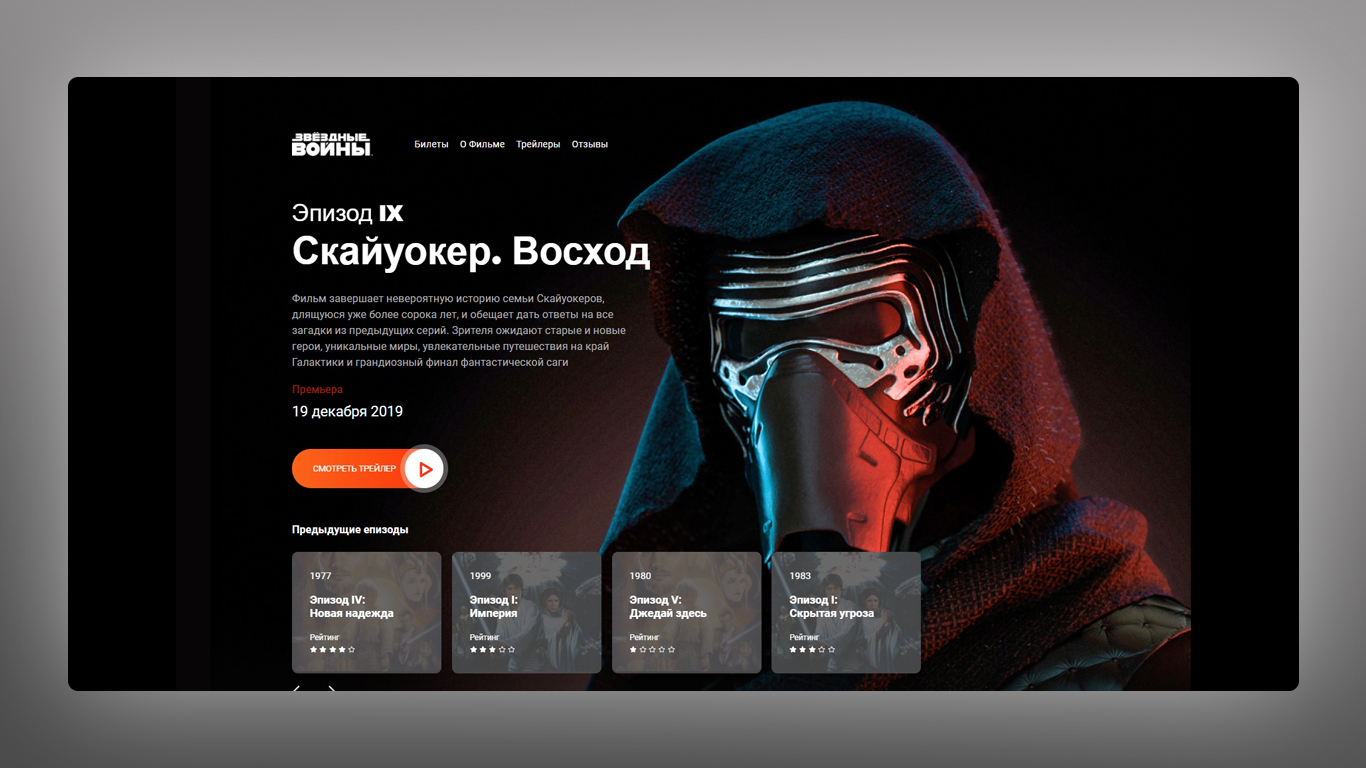 ЗВЁЗДНЫЕ
ВОЙНЫ
Билеты О Фильме Трейлеры Отзывы
Эпизод IX
Скайуокер. Восход
Фильм завершает невероятную историю семьи Скайуокеров,
длящуюся уже более сорока лет, и обещает дать ответы на все
загадки из предыдущих серий. Зрителя ожидают старые и новые
герои, уникальные миры, увлекательные путешествия на край
Галактики и грандиозный финал фантастической саги
Премьера
19 декабря 2019
СМОТРЕТЬ ТРЕЙЛЕР
Предыдущие епизоды
1977
Эпизод IV:
Новая надежда
Рейтинг
1999
Эпизод I:
Империя
Рейтинг
1980
Эпизод V:
Джедай здесь
Рейтинг
1983
Эпизод I:
Скрытая угроза
Рейтинг